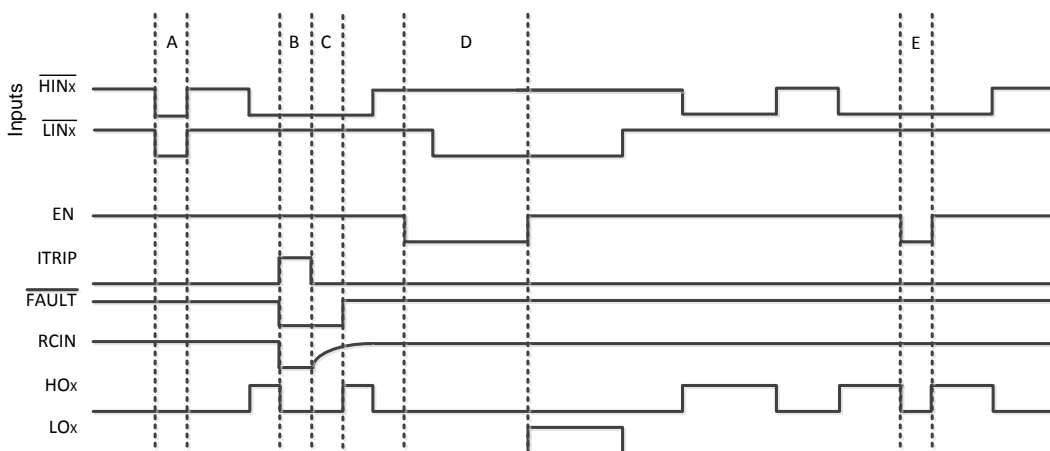 A B C D E
Inputs
HINx
LINx
EN
ITRIP
FAULT
RCIN
HOx
LOx